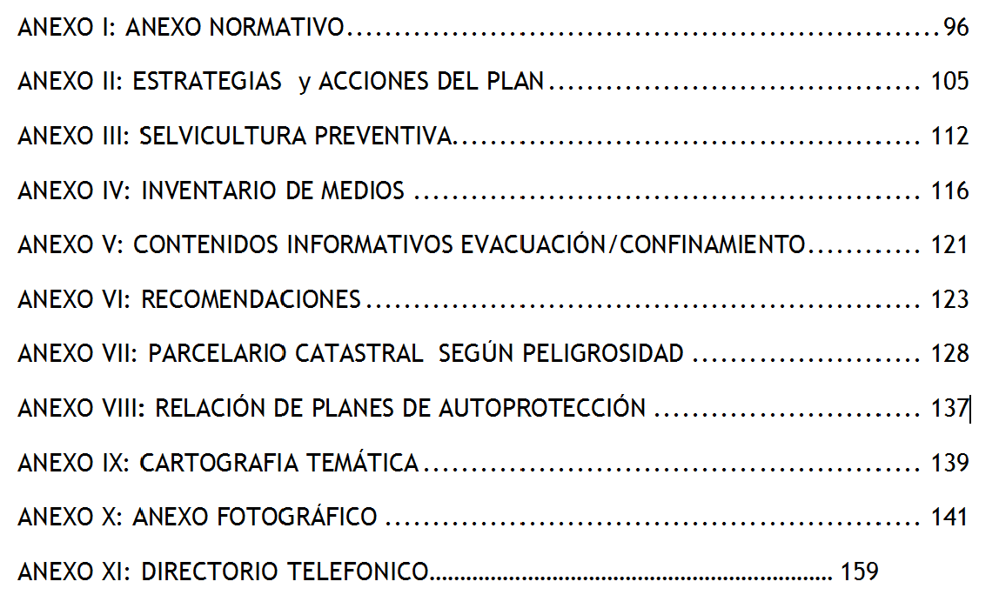 ANEXO I: ANEXO NORMATIVO.............................................................. 96
ANEXO II: ESTRATEGIAS  y ACCIONES DEL PLAN....................................... 105
ANEXO III: SELVICULTURA PREVENTIVA................................................. 112
ANEXO IV: INVENTARIO DE MEDIOS ..................................................... 116
ANEXO V: CONTENIDOS INFORMATIVOS EVACUACIÓN/CONFINAMIENTO............ 121
ANEXO VI: RECOMENDACIONES.......................................................... 123
ANEXO VII: PARCELARIO CATASTRAL  SEGÚN PELIGROSIDAD ........................ 128
ANEXO VIII: RELACIÓN DE PLANES DE AUTOPROTECCIÓN ............................ 137
ANEXO IX: CARTOGRAFIA TEMÁTICA.................................................... 139
ANEXO X: ANEXO FOTOGRÁFICO ........................................................ 141
ANEXO XI: DIRECTORIO TELEFONICO.................................................................. 159